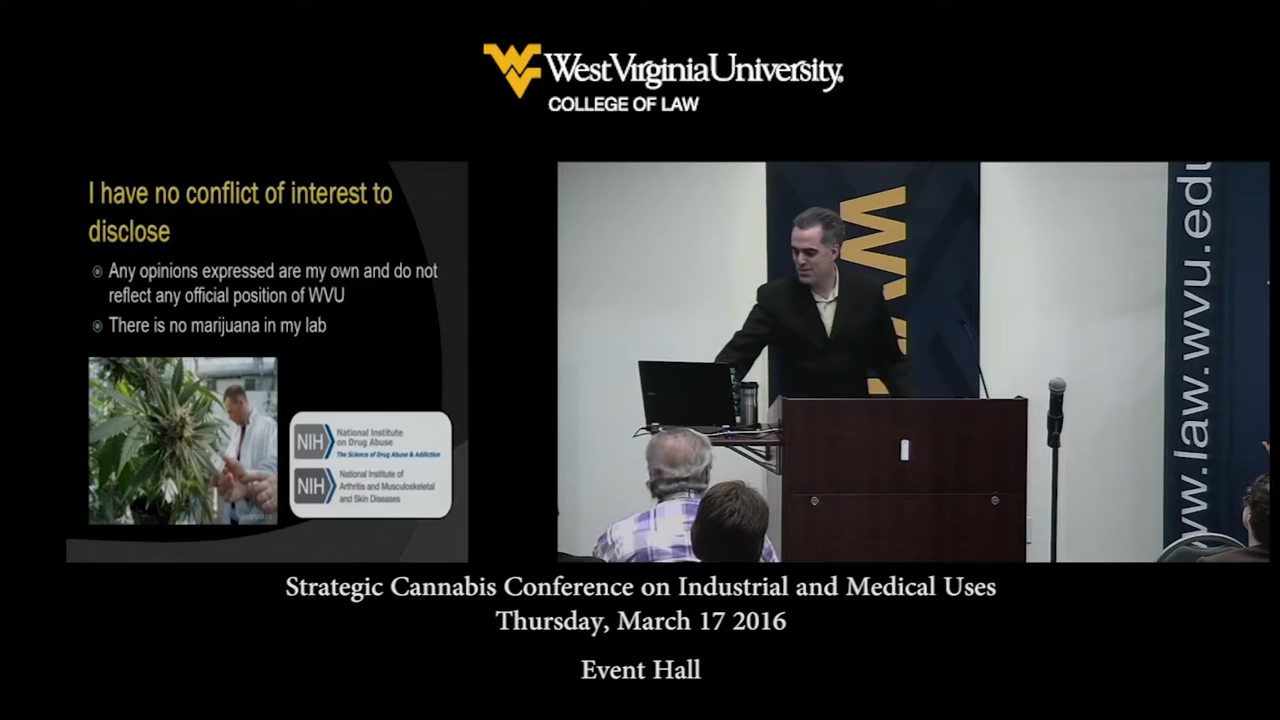 WestVirginiaUniversity.
COLLEGE OF LAW
I have no conflict of interest to
disclose
Any opinions expressed are my own and do not
reflect any official position of WVU
There is no marijuana in my lab
NIH
National Institute
on Drug Abuse
The Science of Drug Abuse & Addiction
NIH
National Institute of
Arthritis and Musculoskeletal
and Skin Diseases
www.law.wvu.edu
Strategic Cannabis Conference on Industrial and Medical Uses
Thursday, March 17 2016
Event Hall